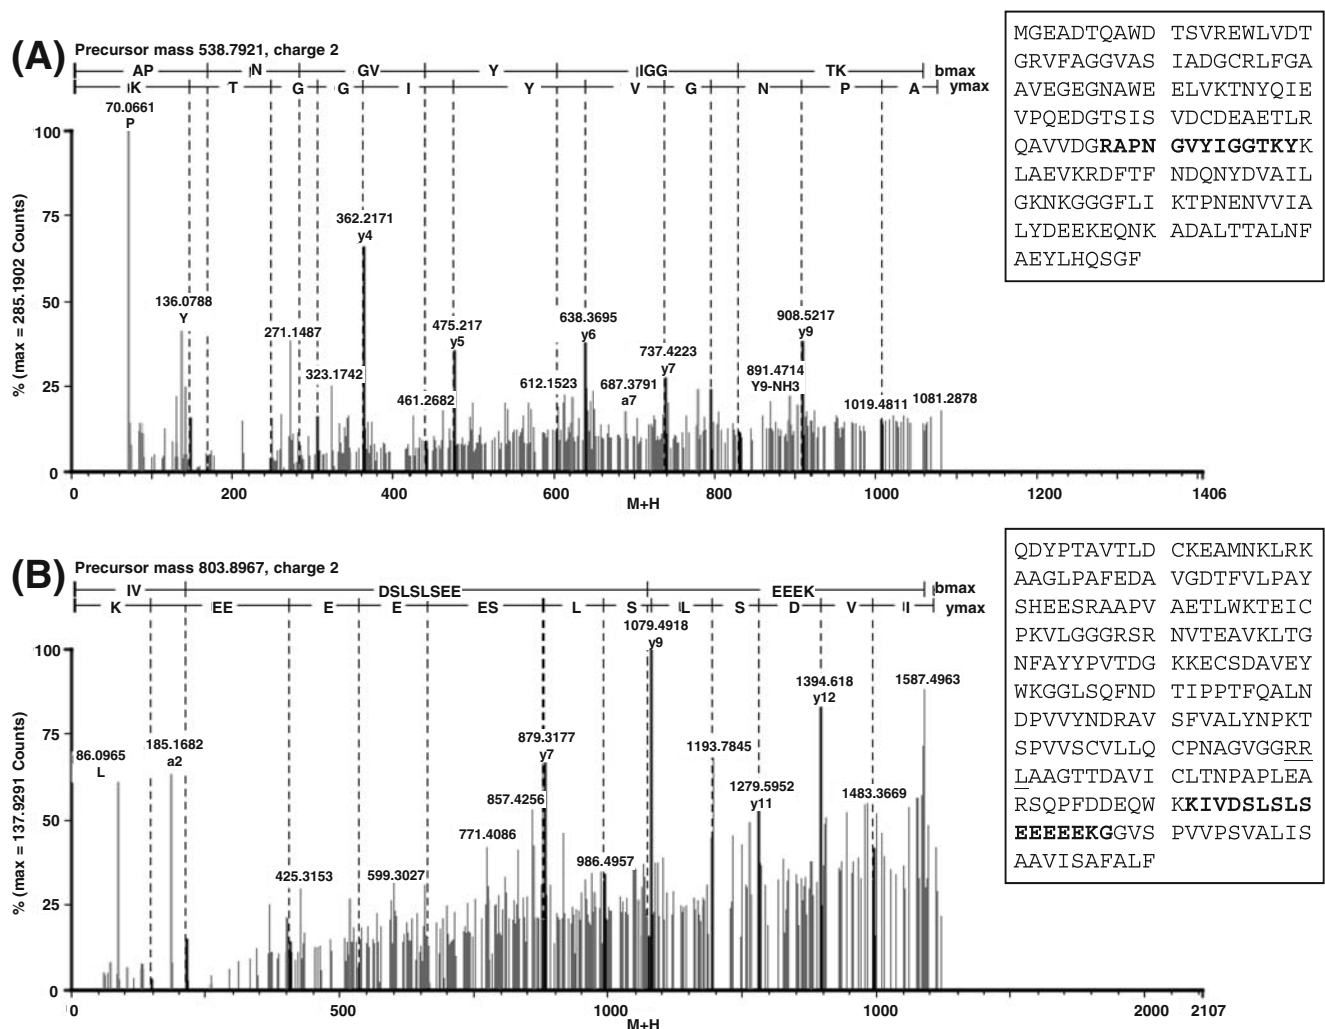 (A) Precursor mass 538.7921, charge 2
AP N GV Y IGG TK bmax
K T G G I Y V G N P A ymax
70.0661
P
136.0788
Y
271.1487
323.1742
362.2171
y4
461.2682
475.217
y5
612.1523
638.3695
y6
687.3791
a7
737.4223
y7
891.4714
Y9-NH3
908.5217
y9
1019.4811
1081.2878
% (max = 285.1902 Counts)
100
75
50
25
0
0 200 400 600 800 1000 1200 1406
M+H
MGEADTQAWD TSVREWLVDT
GRVFAGGVAS IADGCRLFGA
AVEGEGNAWE ELVKTNYQIE
VPQEDGTSIS VDCDEAETLR
QAVVDGRAPN GVYIGGTKYK
LAEVKRDFTF NDQNYDVAIL
GKNKGGGFLI KTPNENVVIA
LYDEEKEQNK ADALTTALNF
AEYLHQSGF
(B) Precursor mass 803.8967, charge 2
IV DSLSLSEE EEEK bmax
K EE E E ES L S L S D V I ymax
86.0965
L
185.1682
a2
425.3153
599.3027
771.4086
857.4256
879.3177
y7
986.4957
1079.4918
y9
1193.7845
1279.5952
y11
1394.618
y12
1483.3669
1587.4963
% (max = 137.9291 Counts)
100
75
50
25
0
0 500 1000 1000 2000 2107
M+H
QDYPTAVTLD CKEAMNKLRK
AAGLPAFEDA VGDTFVLPAY
SHEESRAAPV AETLWKTEIC
PKVLGGGRSR NVTEAVKLTG
NFAYYPVTDG KKECSDAVEY
WKGGLSQFND TIPPTFQALN
DPVVYNDRAV SFVALYNPKT
SPVVSCVLLQ CPNAGVGGRR
LAAGTTDAVI CLTNPAPLEA
RSQPFDDEQW KKIVDSLSLS
EEEEEKGGVS PVVPSVALIS
AAVISAFALF